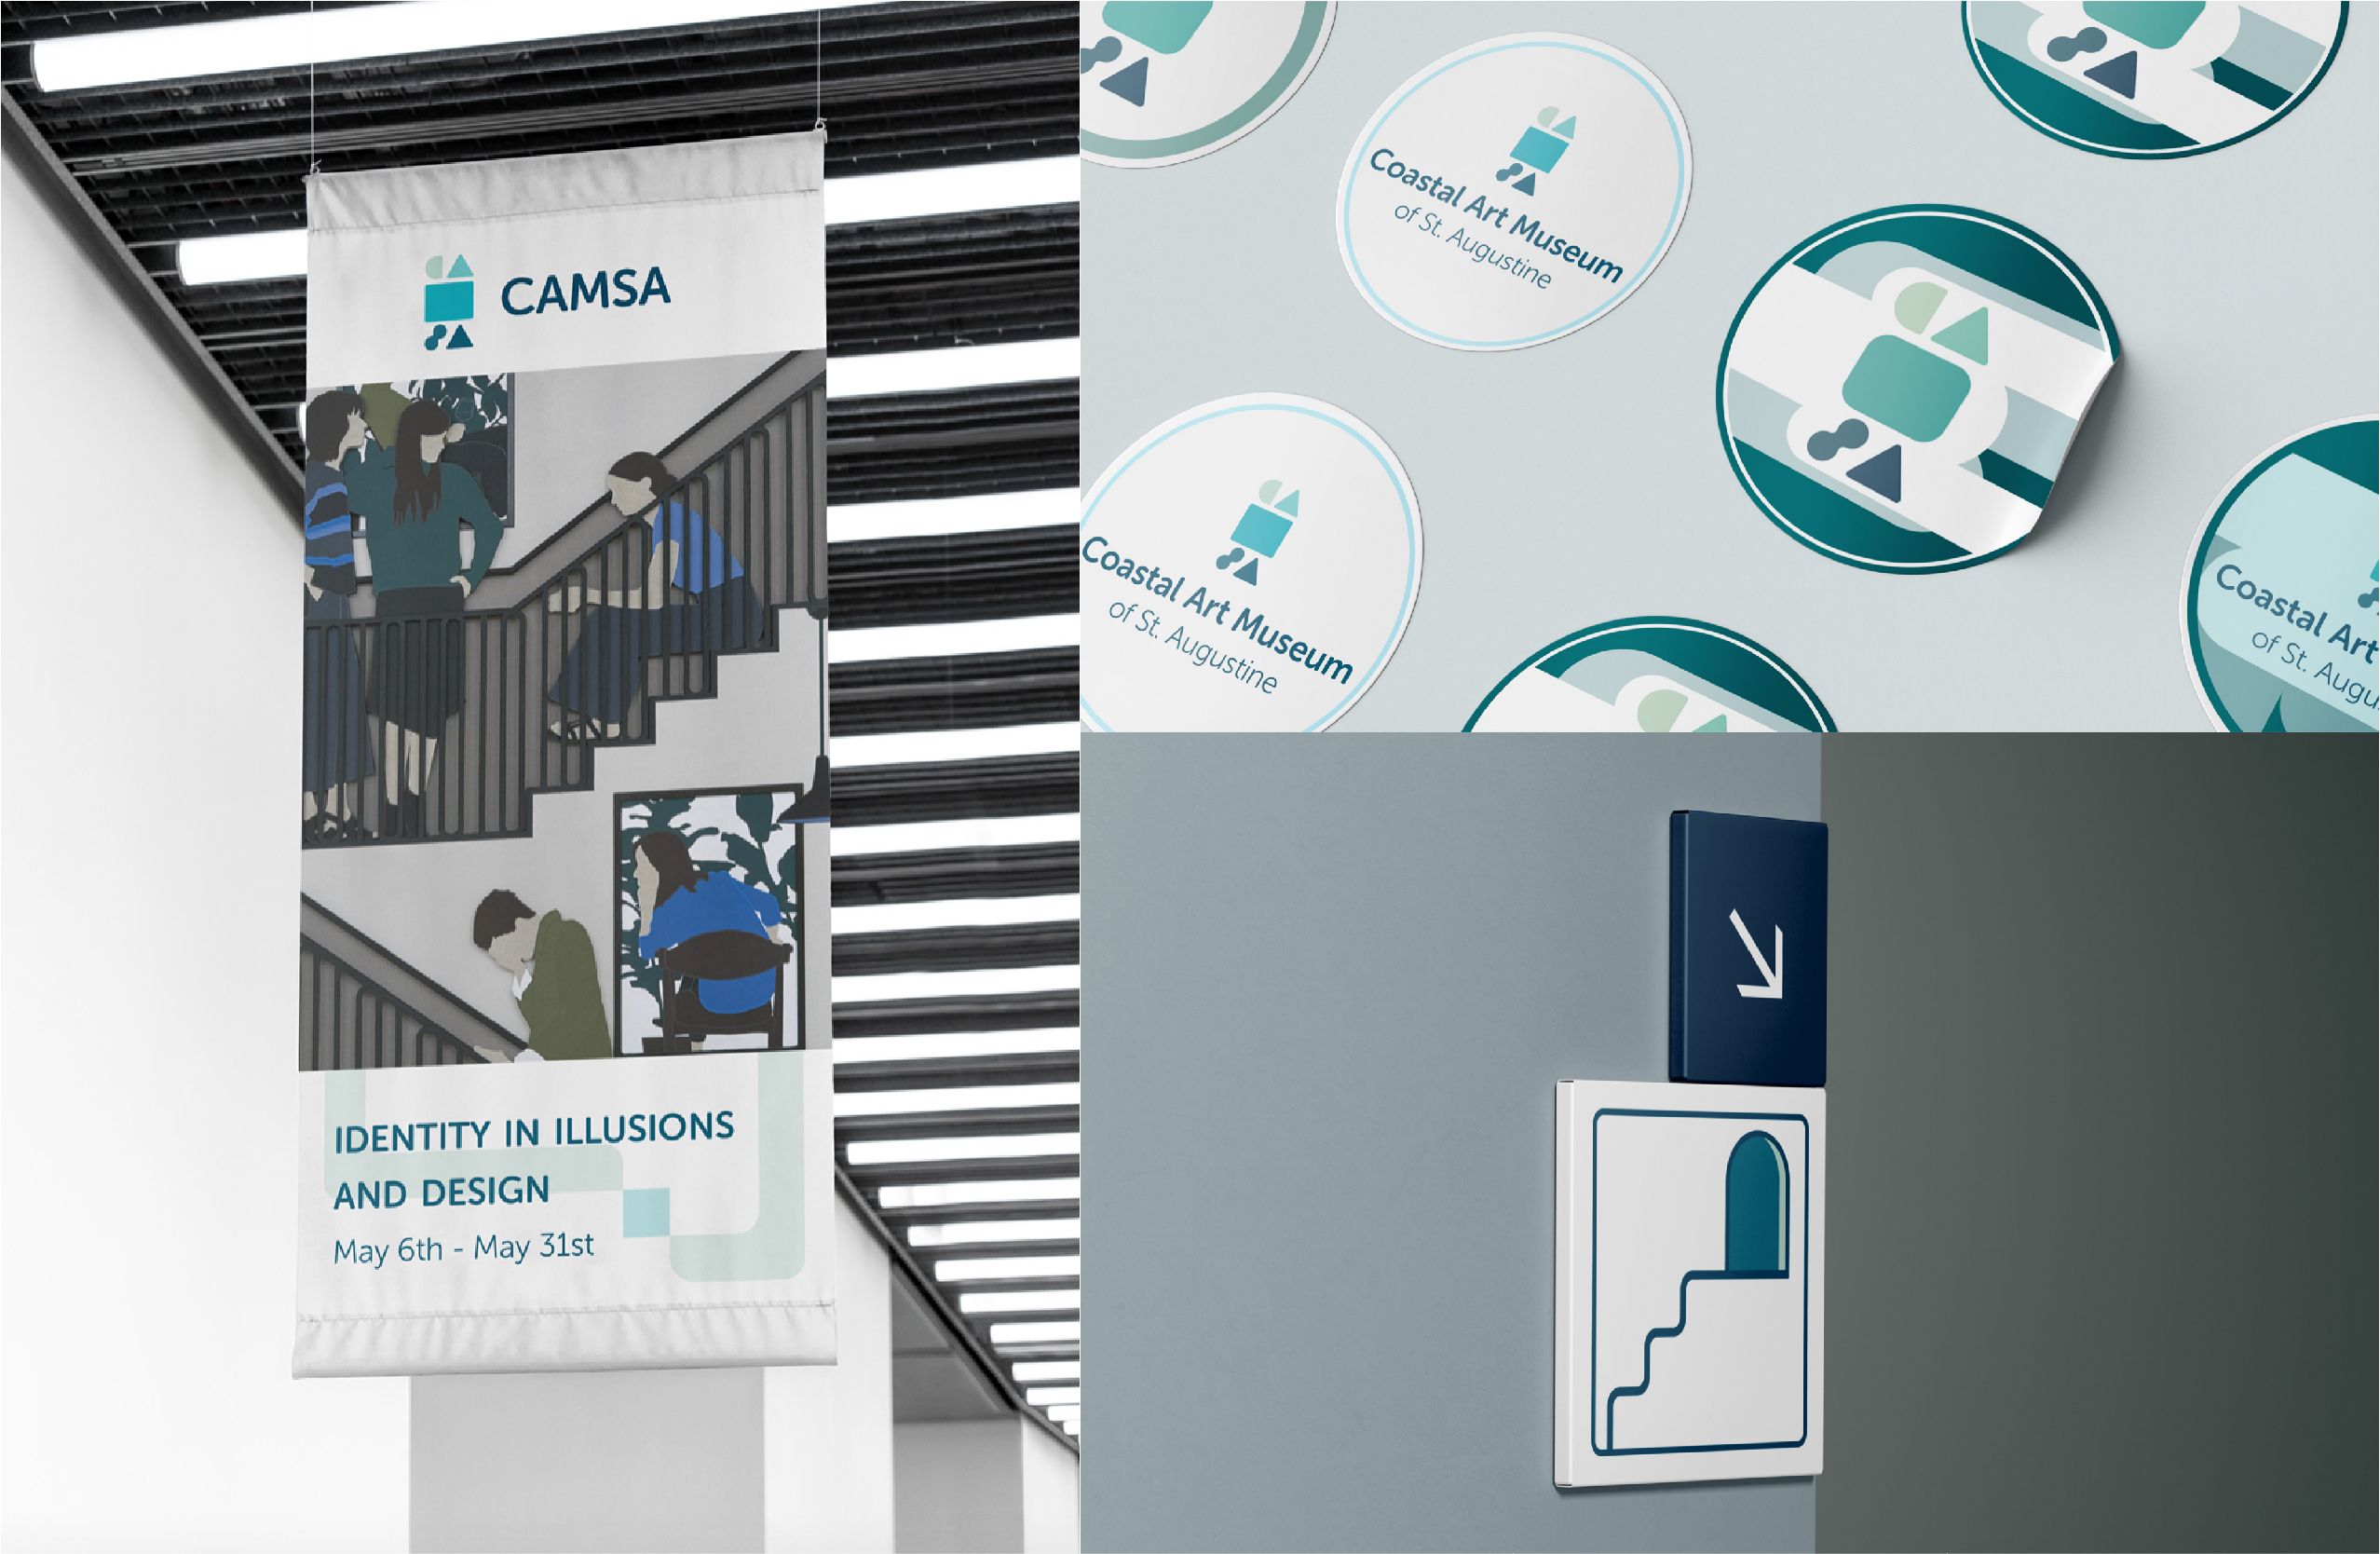 CAMSA
IDENTITY IN ILLUSIONS
AND DESIGN
May 6th - May 31st
Coastal Art Museum
of St. Augustine
Coastal Art Museum
of St. Augustine
Coastal Art
of St. Augu